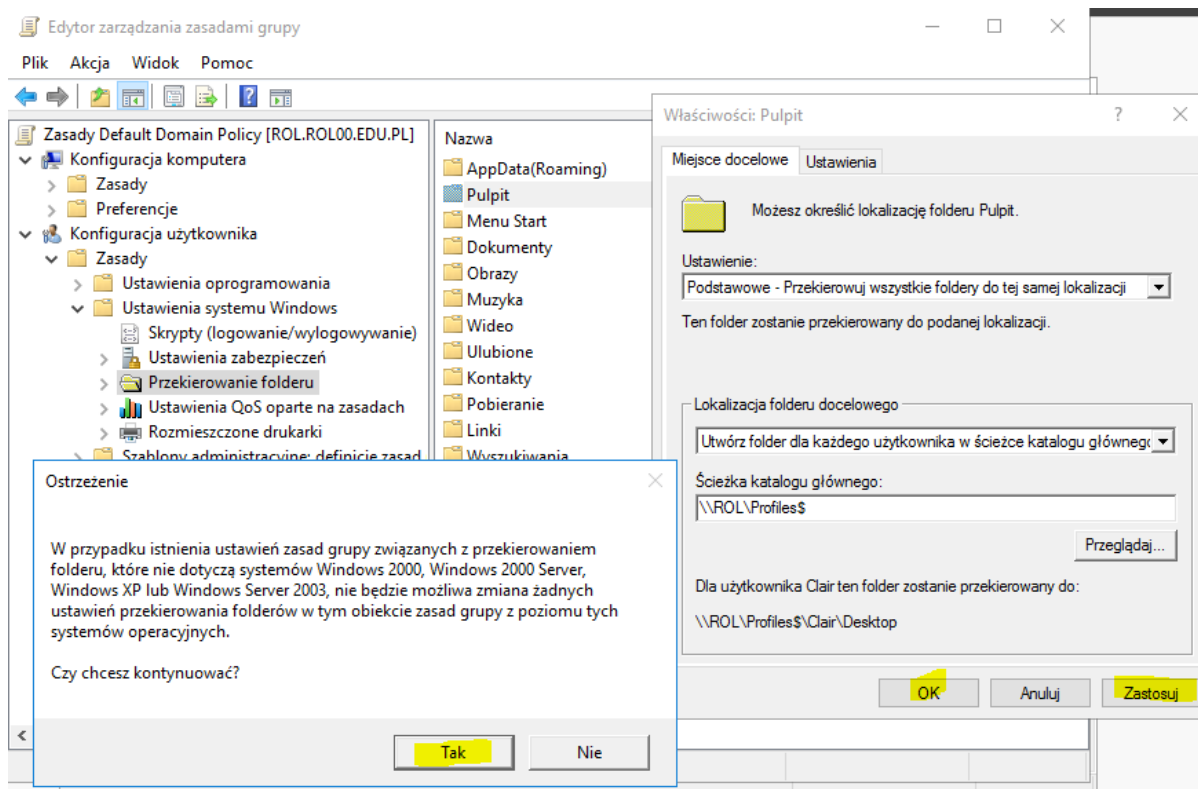 Edytor zarządzania zasadami grupy
Plik Akcja Widok Pomoc
Zasady Default Domain Policy [ROL.ROL00.EDU.PL]
Konfiguracja komputera
Zasady
Preferencje
Konfiguracja użytkownika
Zasady
Ustawienia oprogramowania
Ustawienia systemu Windows
Skrypty (logowanie/wylogowywanie)
Ustawienia zabezpieczeń
Przekierowanie folderu
Ustawienia QoS oparte na zasadach
Rozmieszczone drukarki
Szablony administracyjne: definicje zasad
Nazwa
AppData(Roaming)
Pulpit
Menu Start
Dokumenty
Obrazy
Muzyka
Wideo
Ulubione
Kontakty
Pobieranie
Linki
Wyszukiwania
Właściwości: Pulpit
Miejsce docelowe Ustawienia
Możesz określić lokalizację folderu Pulpit.
Ustawienie:
Podstawowe - Przekierowuj wszystkie foldery do tej samej lokalizacji
Ten folder zostanie przekierowany do podanej lokalizacji.
Lokalizacja folderu docelowego
Utwórz folder dla każdego użytkownika w ścieżce katalogu główneg
Ścieżka katalogu głównego:
\\ROL\Profiles$
Przeglądaj...
Dla użytkownika Clair ten folder zostanie przekierowany do:
\\ROL\Profiles$\Clair\Desktop
OK Anuluj Zastosuj
Ostrzeżenie
W przypadku istnienia ustawień zasad grupy związanych z przekierowaniem
folderu, które nie dotyczą systemów Windows 2000, Windows 2000 Server,
Windows XP lub Windows Server 2003, nie będzie możliwa zmiana żadnych
ustawień przekierowania folderów w tym obiekcie zasad grupy z poziomu tych
systemów operacyjnych.
Czy chcesz kontynuować?
Tak Nie